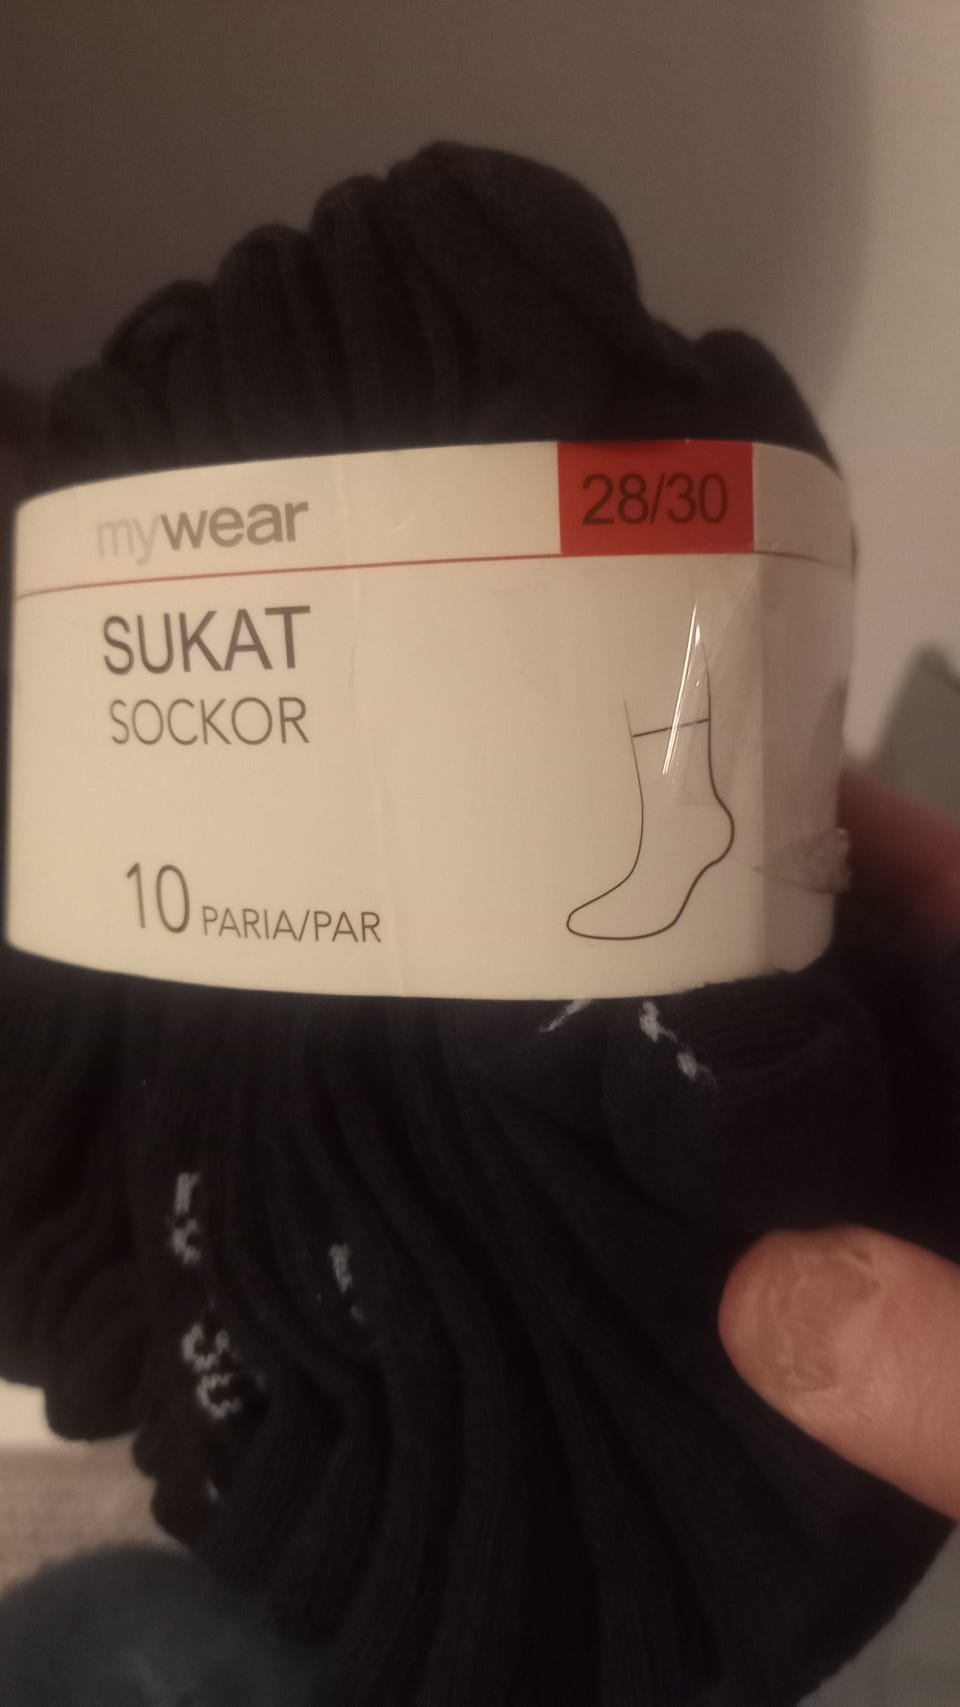 mywear
28/30
SUKAT
SOCKOR
10 PARIA/PAR